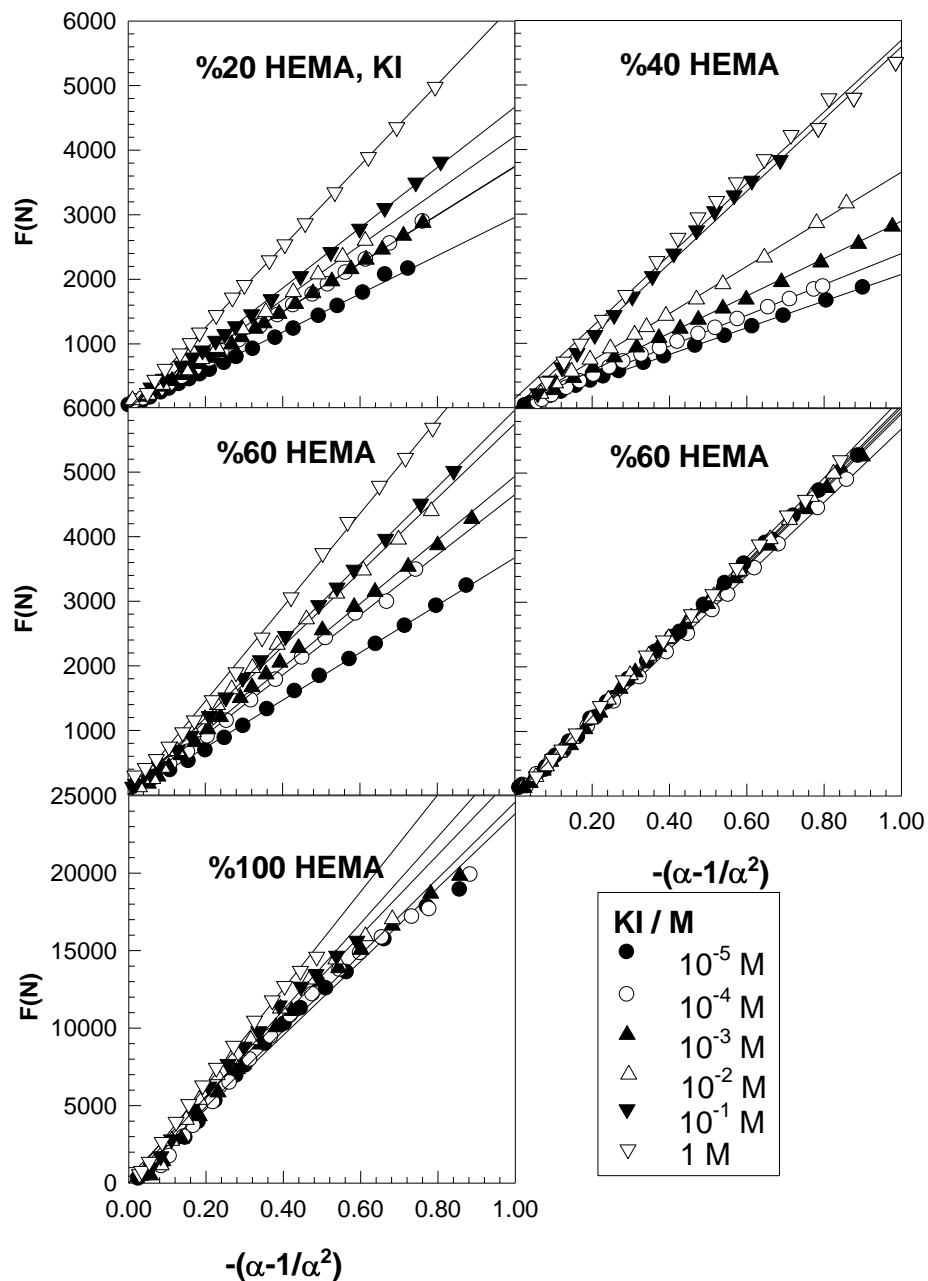 %20 HEMA, KI
%40 HEMA
F(N)
6000
5000
4000
3000
2000
1000
6000
%60 HEMA
%60 HEMA
F(N)
5000
4000
3000
2000
1000
25000
0.20 0.40 0.60 0.80 1.00
-(α-1/α²)
%100 HEMA
F(N)
20000
15000
10000
5000
0
0.00 0.20 0.40 0.60 0.80 1.00
-(α-1/α²)
KI / M
10⁻⁵ M
10⁻⁴ M
10⁻³ M
10⁻² M
10⁻¹ M
1 M